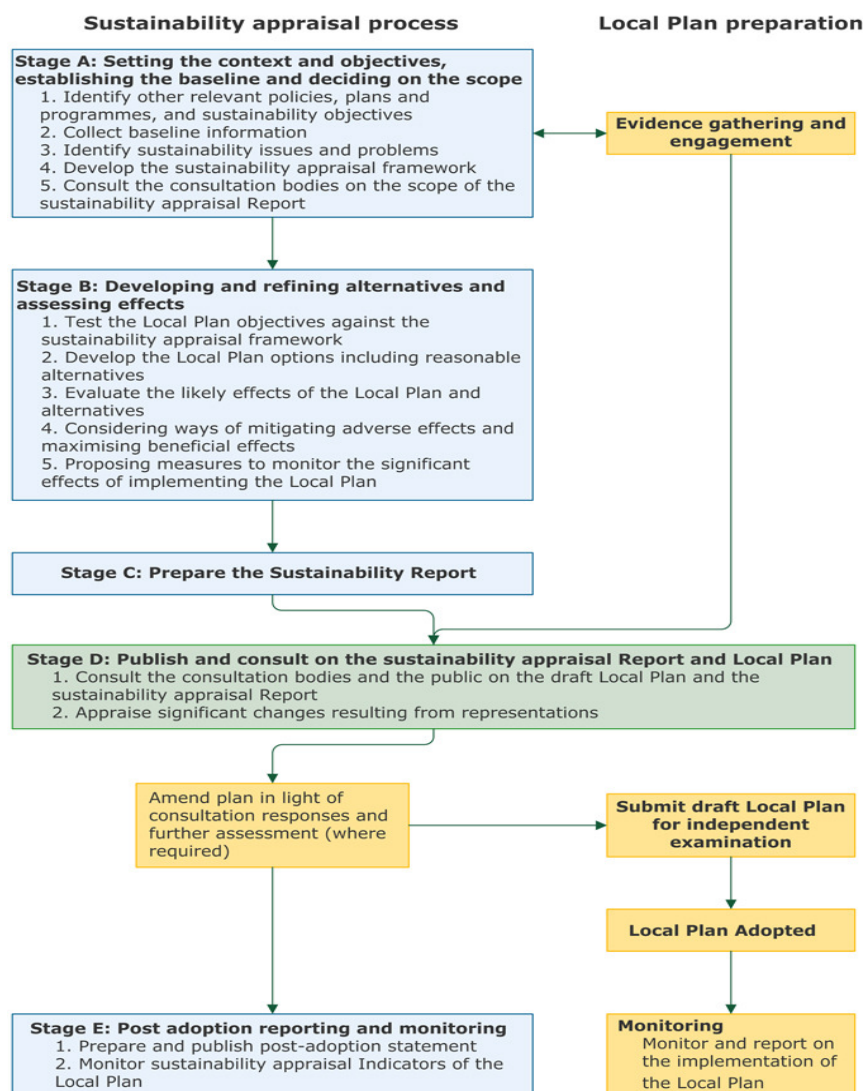 Sustainability appraisal process
Local Plan preparation
Stage A: Setting the context and objectives,
establishing the baseline and deciding on the scope
1. Identify other relevant policies, plans and
programmes, and sustainability objectives
2. Collect baseline information
3. Identify sustainability issues and problems
4. Develop the sustainability appraisal framework
5. Consult the consultation bodies on the scope of the
sustainability appraisal Report
Evidence gathering and
engagement
Stage B: Developing and refining alternatives and
assessing effects
1. Test the Local Plan objectives against the
sustainability appraisal framework
2. Develop the Local Plan options including reasonable
alternatives
3. Evaluate the likely effects of the Local Plan and
alternatives
4. Considering ways of mitigating adverse effects and
maximising beneficial effects
5. Proposing measures to monitor the significant
effects of implementing the Local Plan
Stage C: Prepare the Sustainability Report
Stage D: Publish and consult on the sustainability appraisal Report and Local Plan
1. Consult the consultation bodies and the public on the draft Local Plan and the
sustainability appraisal Report
2. Appraise significant changes resulting from representations
Amend plan in light of
consultation responses and
further assessment (where
required)
Submit draft Local Plan
for independent
examination
Local Plan Adopted
Stage E: Post adoption reporting and monitoring
1. Prepare and publish post-adoption statement
2. Monitor sustainability appraisal Indicators of the
Local Plan
Monitoring
Monitor and report on
the implementation of
the Local Plan